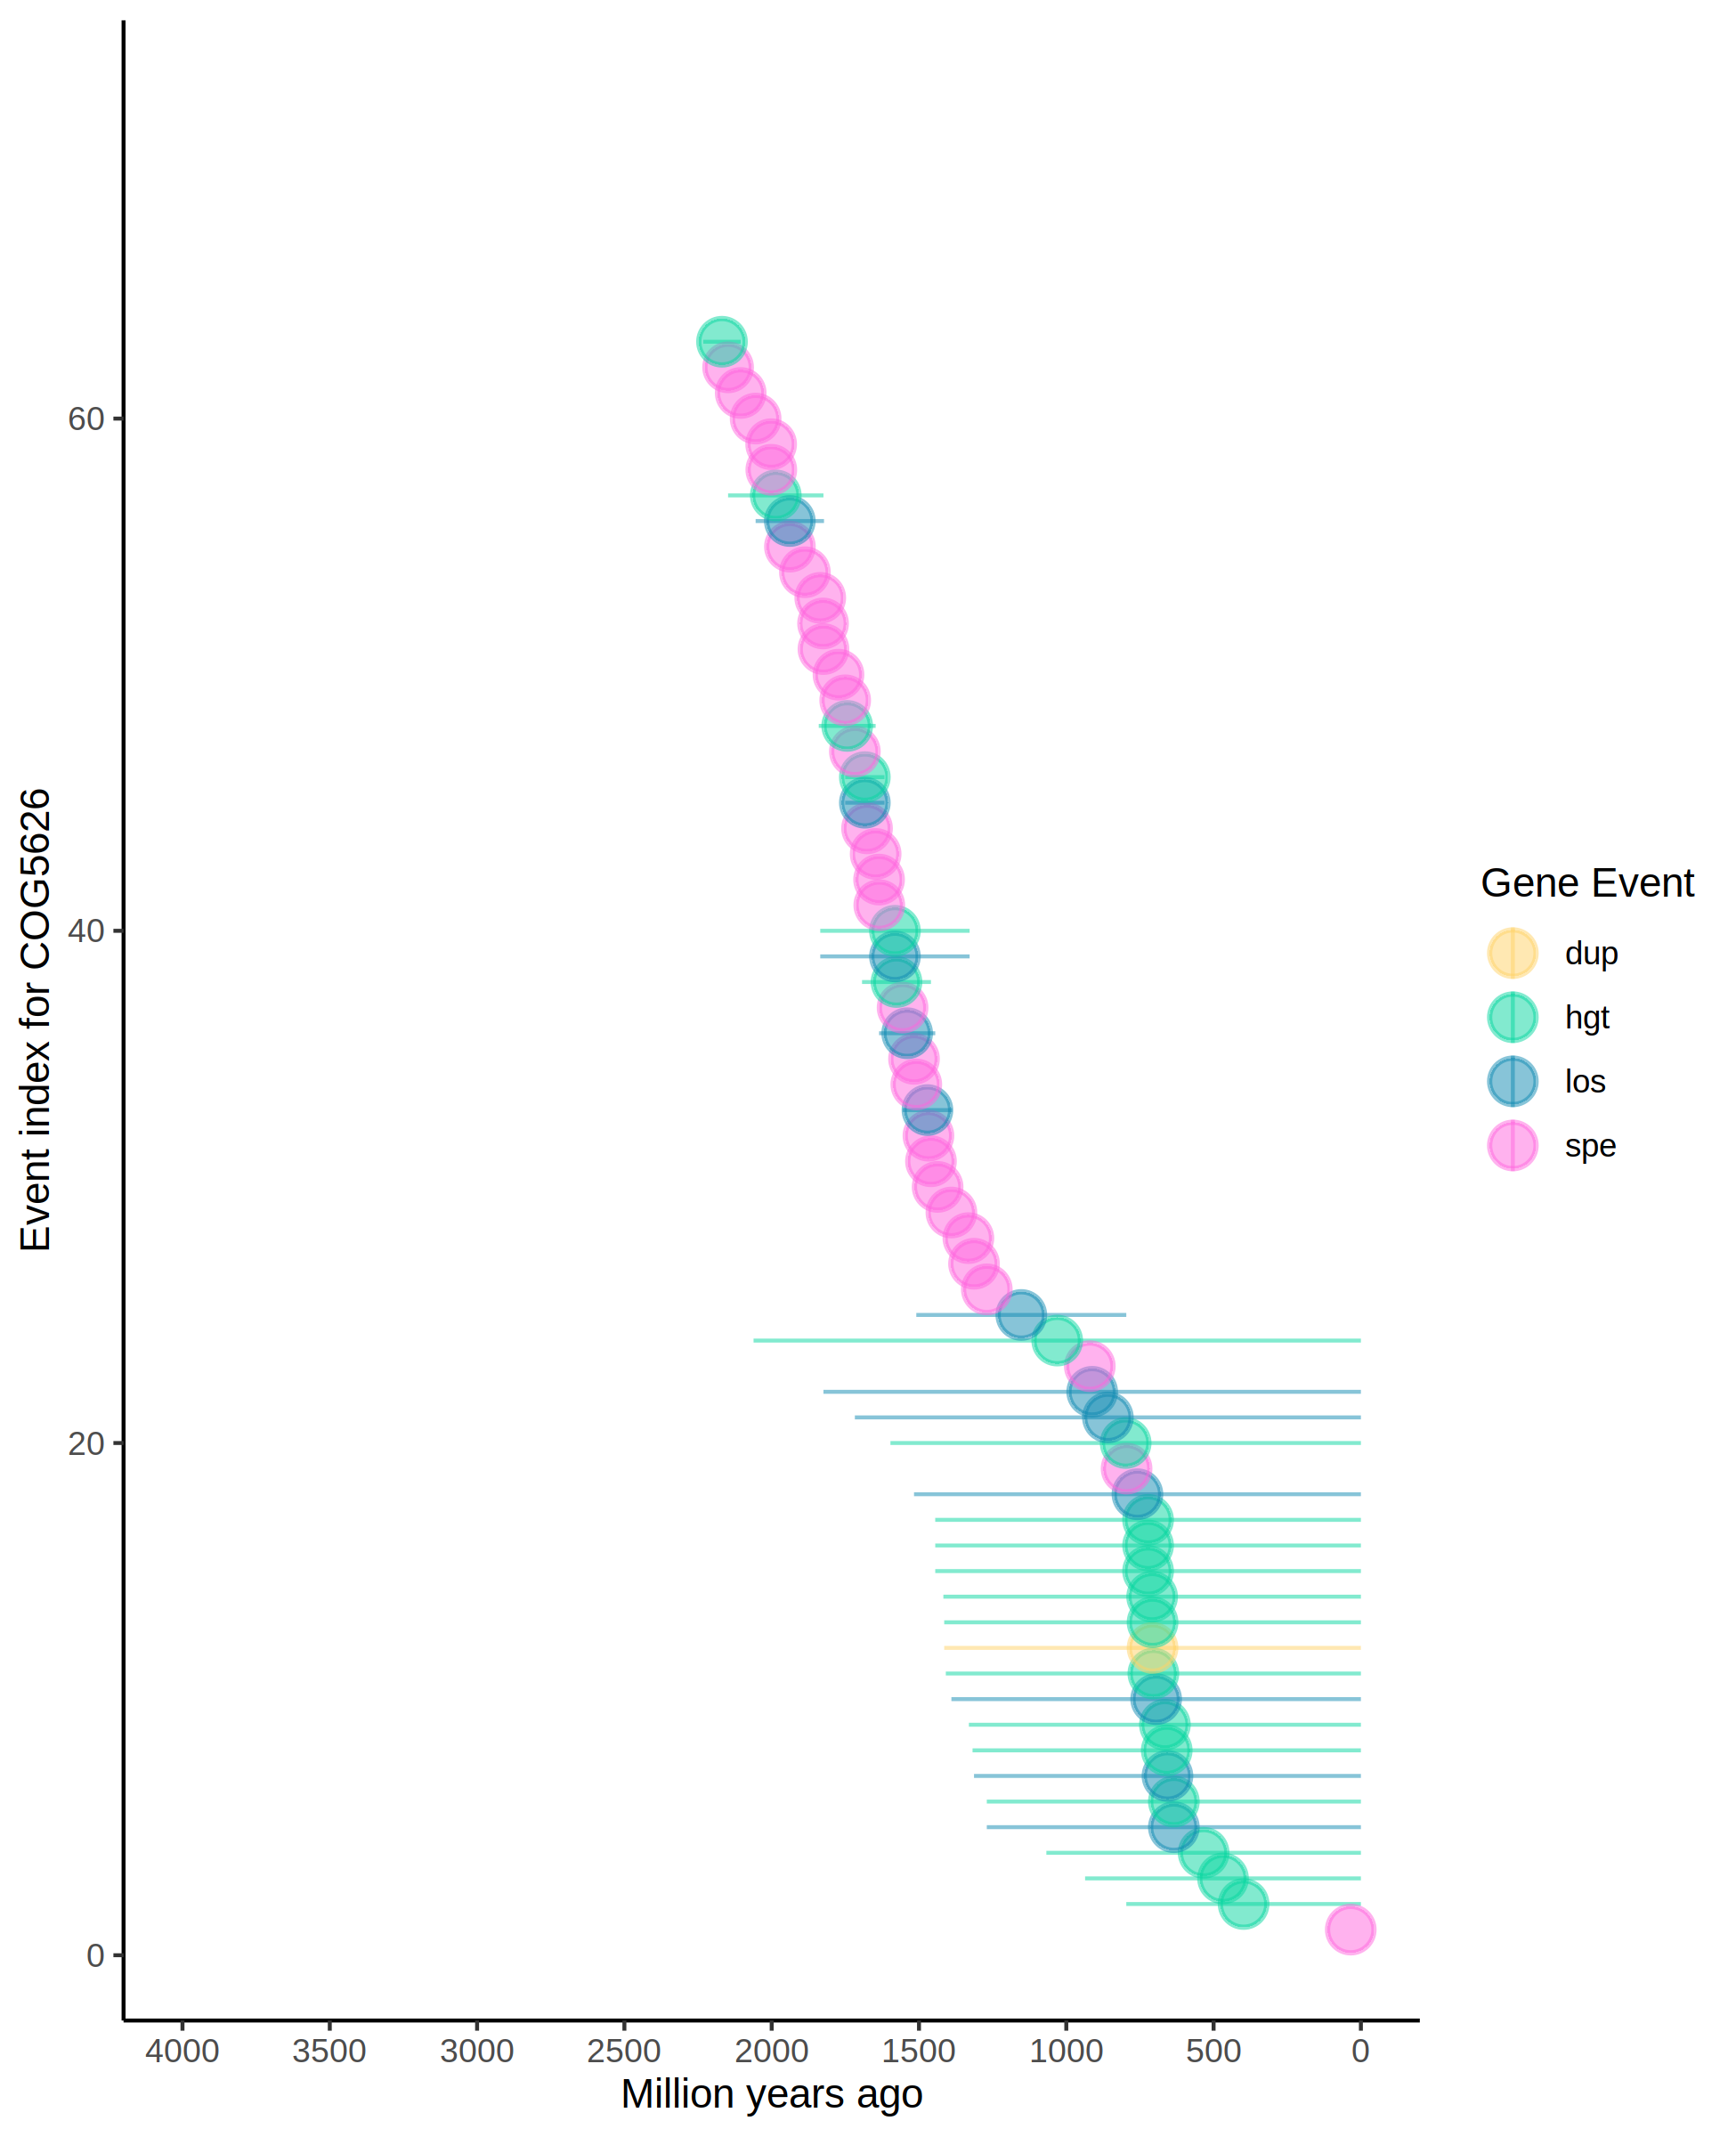 Event index for COG5626
60
40
20
0
4000 3500 3000 2500 2000 1500 1000 500 0
Million years ago
Gene Event
dup
hgt
los
spe